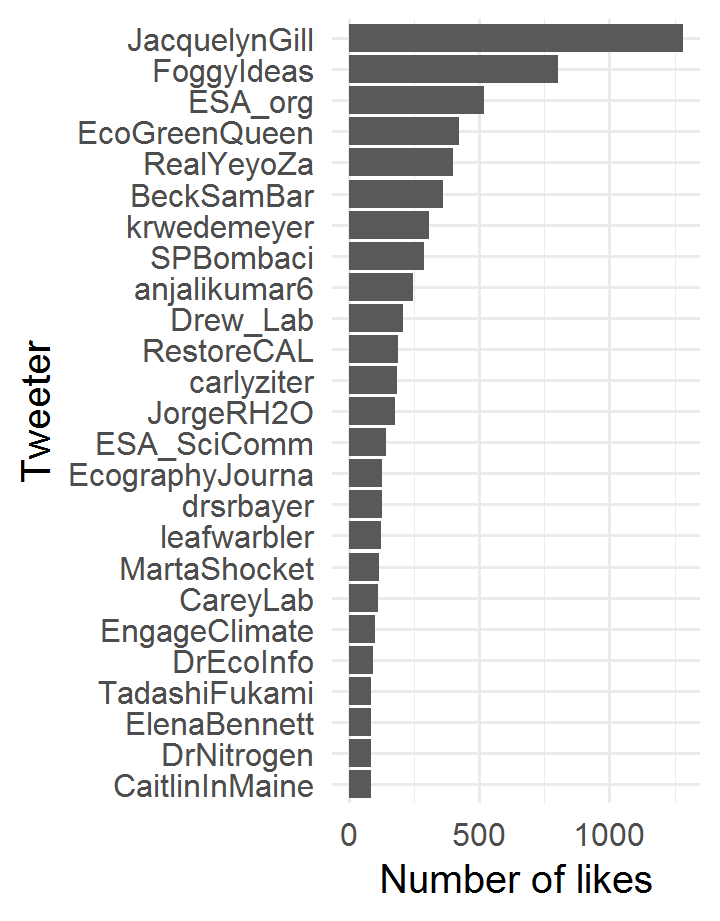 JacquelynGill
FoggyIdeas
ESA_org
EcoGreenQueen
RealYeyoZa
BeckSamBar
krwedemeyer
SPBombaci
anjalikumar6
Drew_Lab
RestoreCAL
carlyziter
JorgeRH2O
ESA_SciComm
EcographyJourna
drsrbayer
leafwarbler
MartaShocket
CareyLab
EngageClimate
DrEcoInfo
TadashiFukami
ElenaBennett
DrNitrogen
CaitlinInMaine
Tweeter
0 500 1000
Number of likes